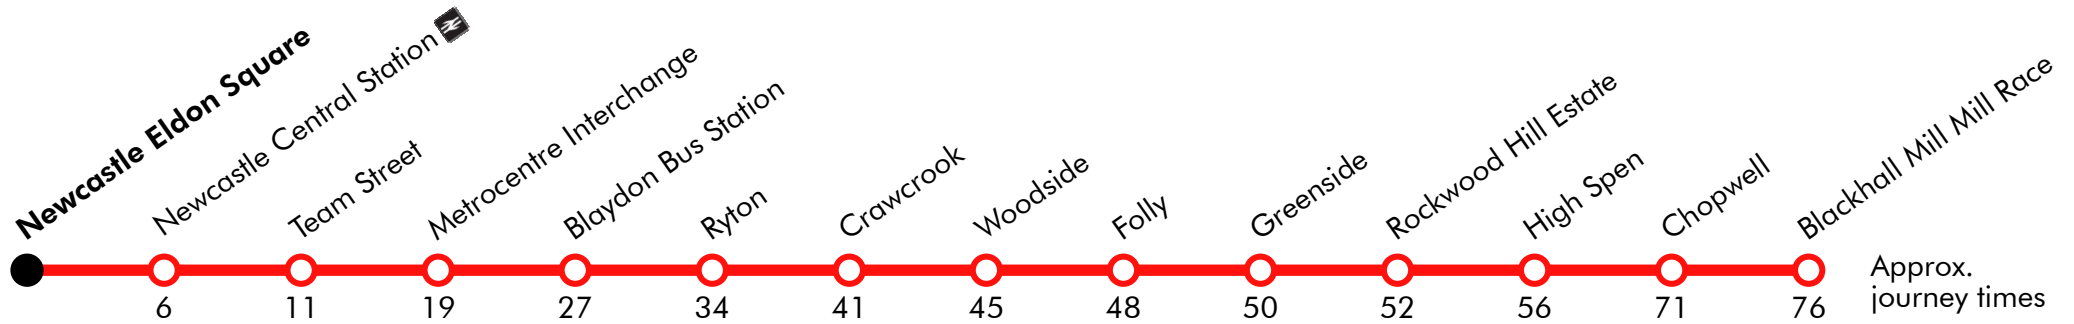 Newcastle Eldon Square
Newcastle Central Station
Team Street
Metrocentre Interchange
Blaydon Bus Station
Ryton
Crawcrook
Woodside
Folly
Greenside
Rockwood Hill Estate
High Spen
Chopwell
Blackhall Mill Mill Race
6
11
19
27
34
41
45
48
50
52
56
71
76
Approx.
journey times